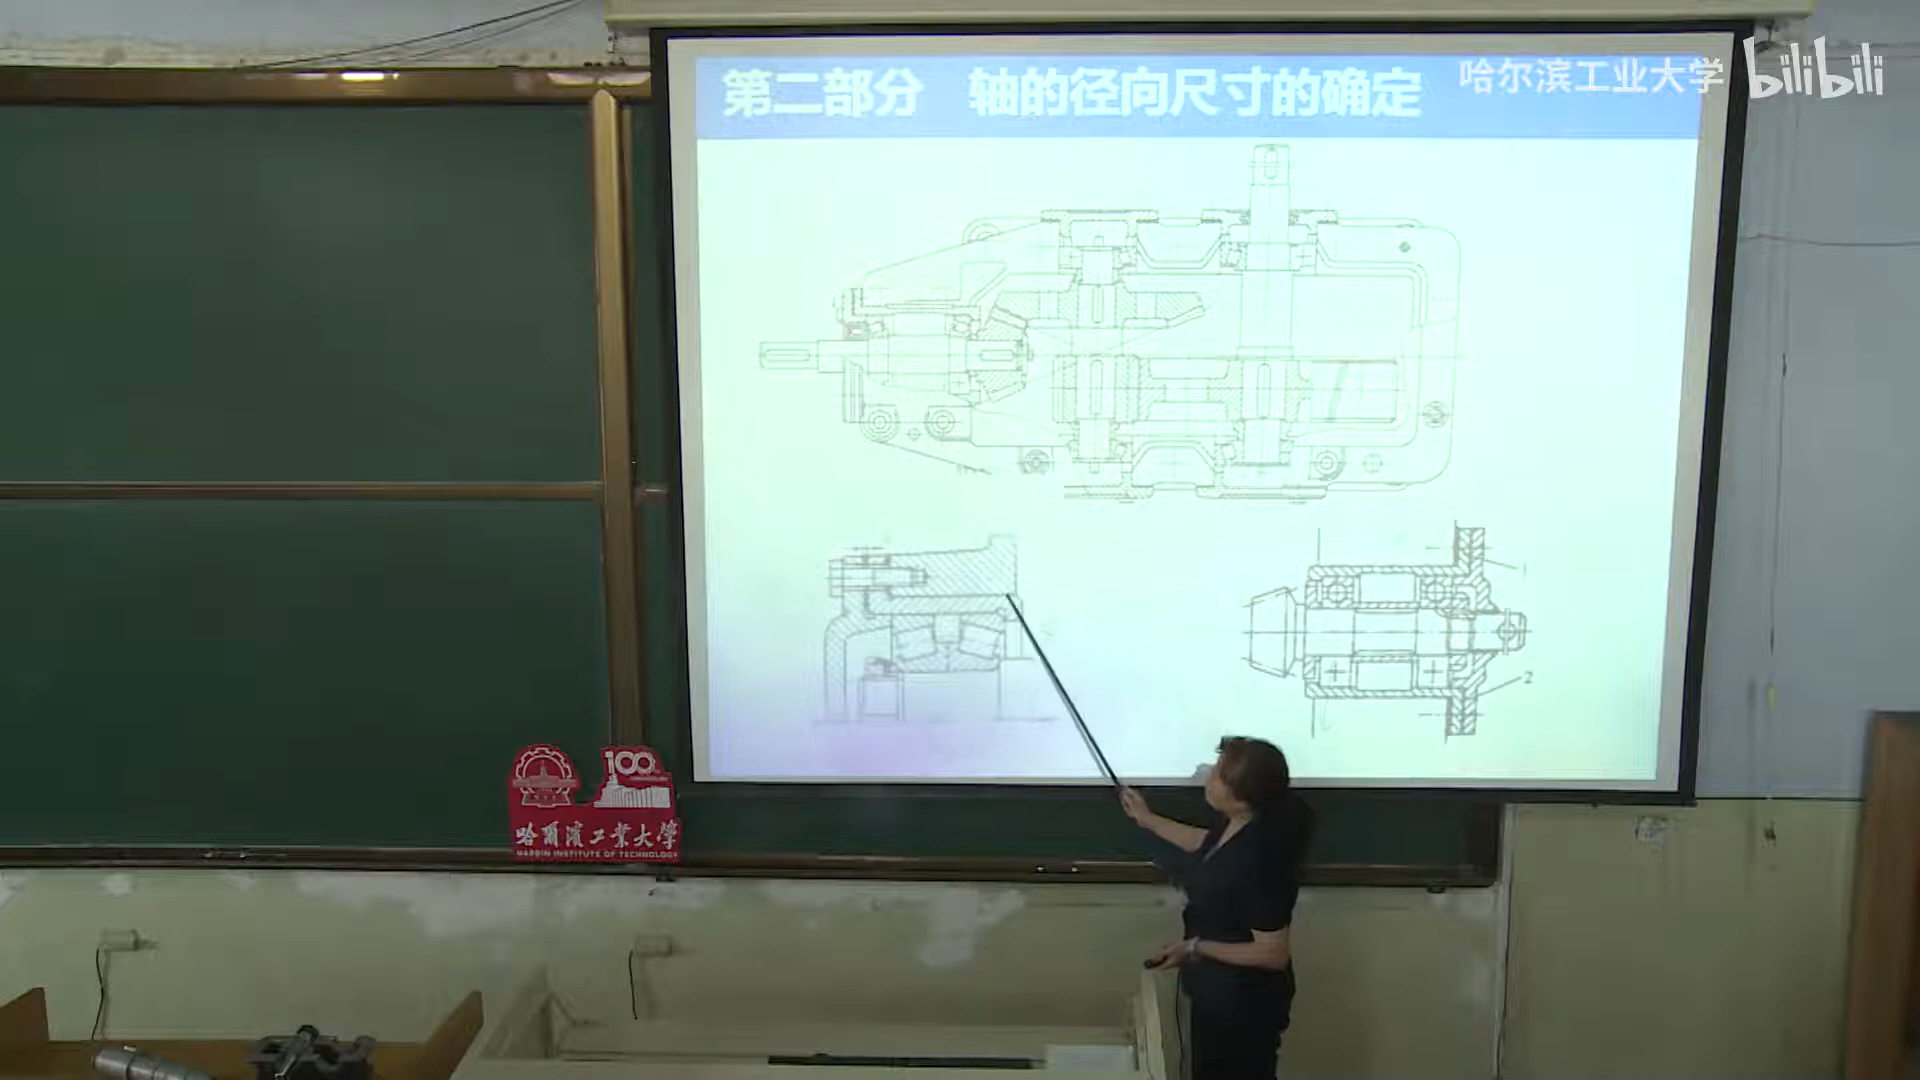 第二部分 轴的径向尺寸的确定
哈尔滨工业大学 bilibili
2
100
哈爾濱工業大學
HARBIN INSTITUTE OF TECHNOLOGY